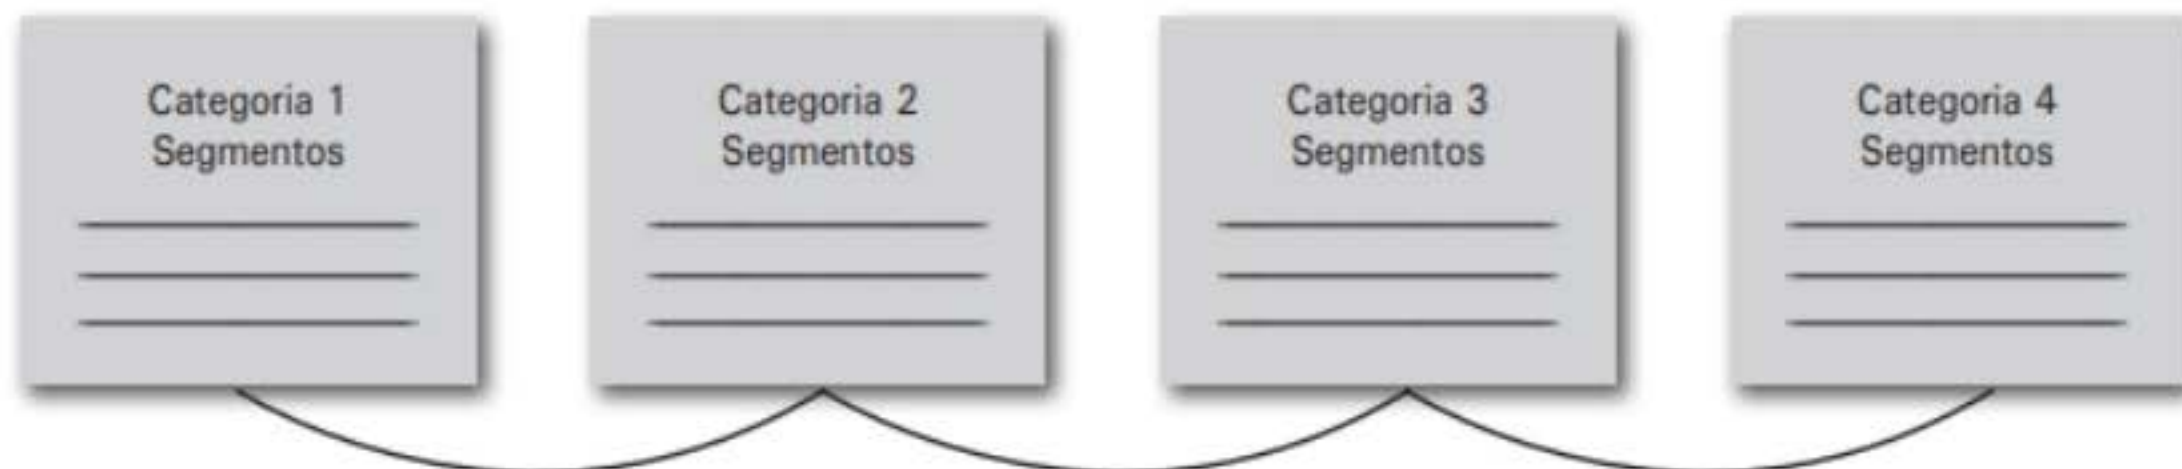 Categoria 1
Segmentos
Categoria 2
Segmentos
Categoria 3
Segmentos
Categoria 4
Segmentos